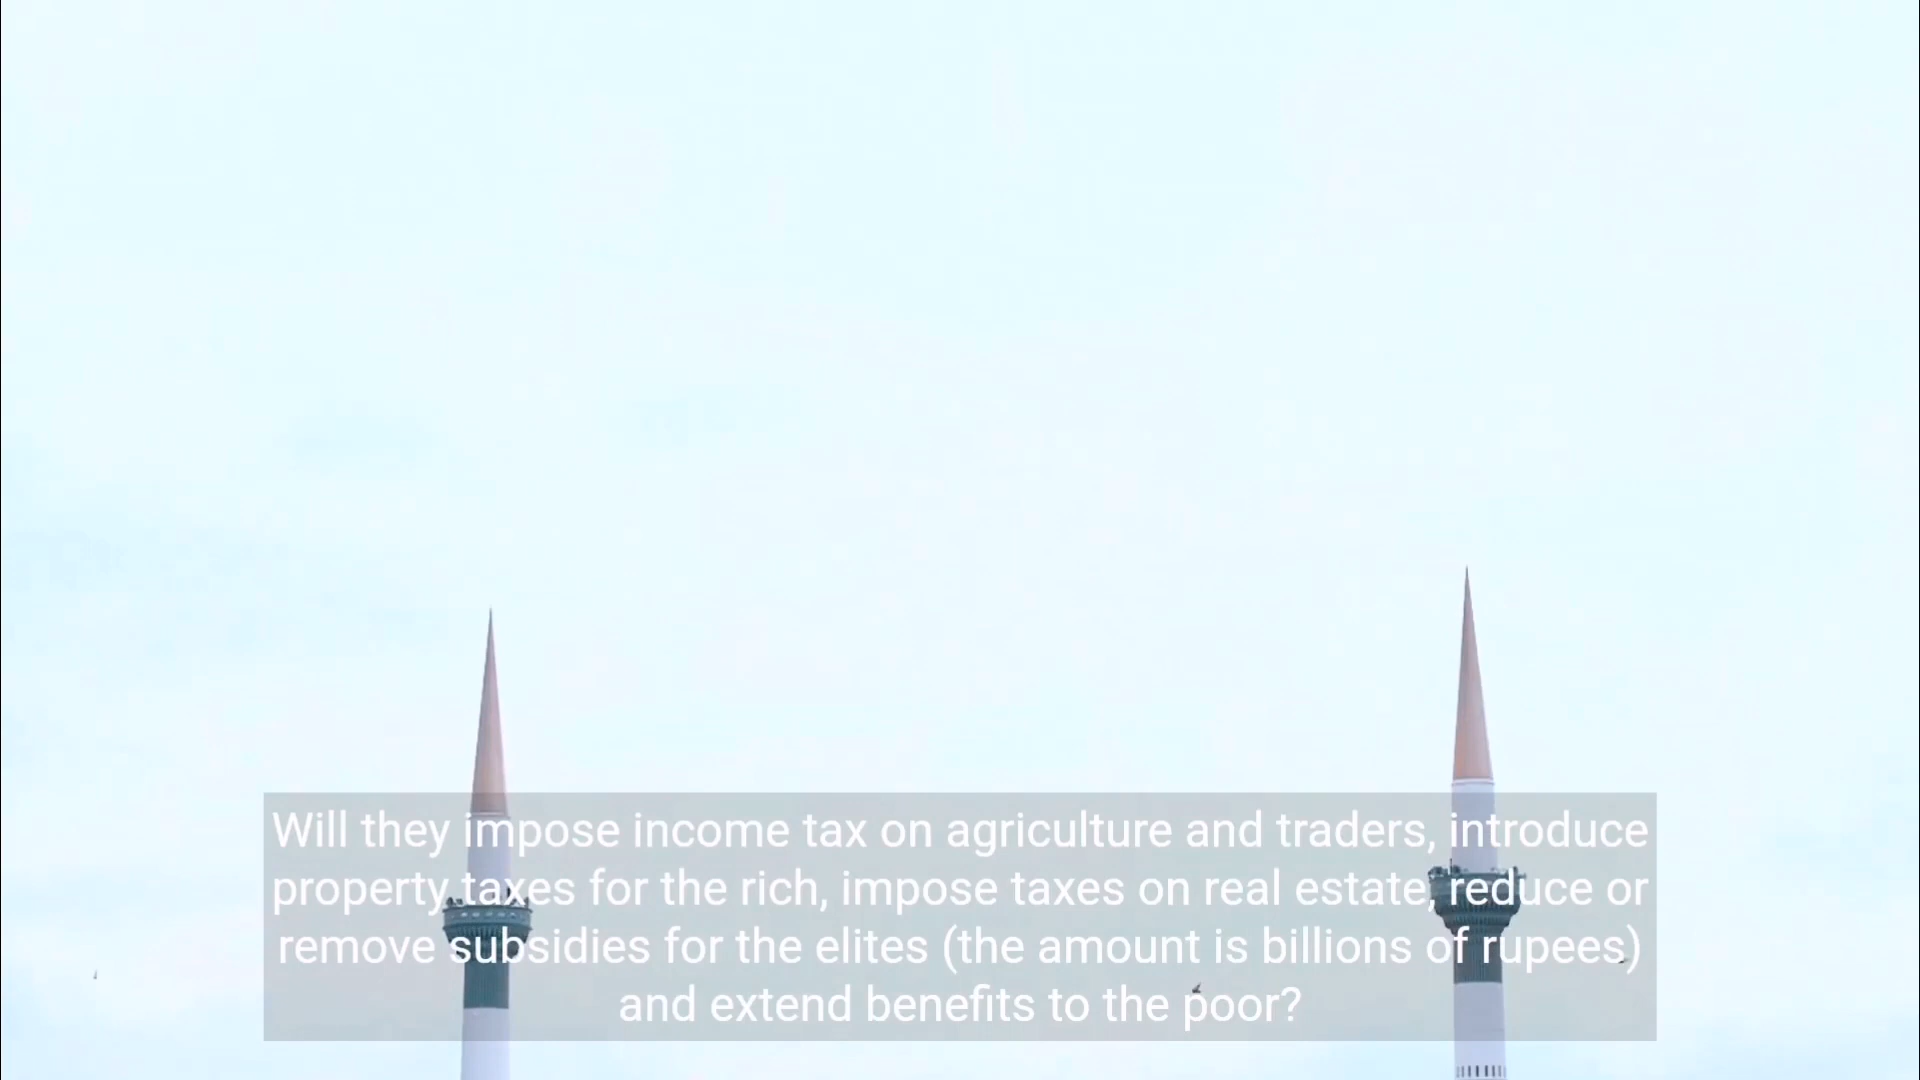 Will they impose income tax on agriculture and traders, introduce
property taxes for the rich, impose taxes on real estate, reduce or
remove subsidies for the elites (the amount is billions of rupees)
and extend benefits to the poor?